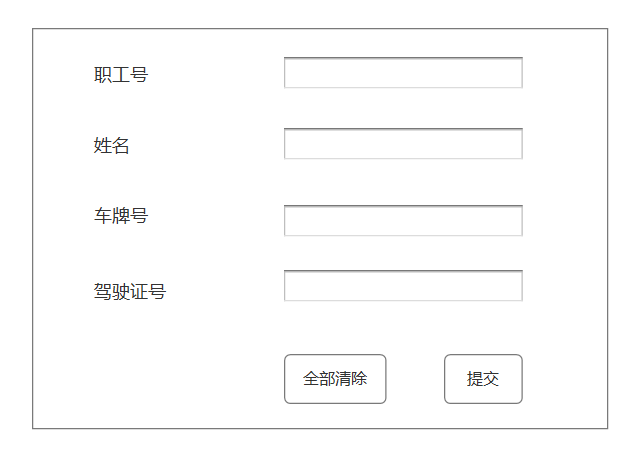 职工号
姓名
车牌号
驾驶证号
全部清除 提交